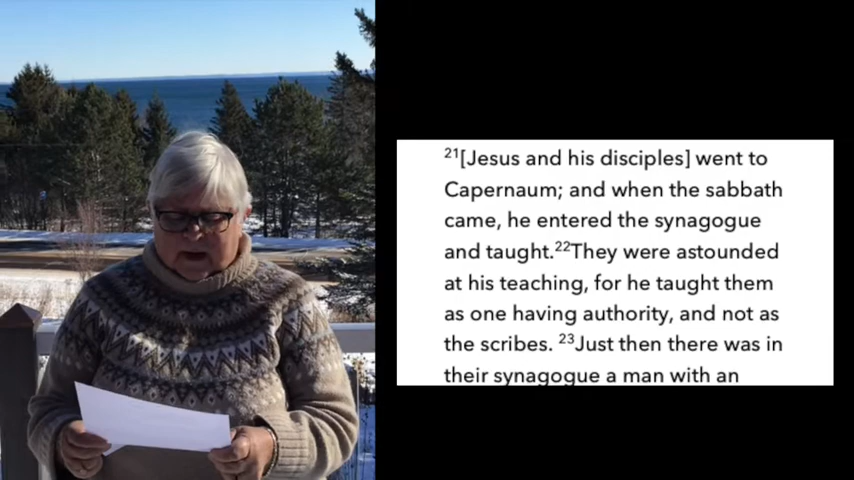 ²¹[Jesus and his disciples] went to
Capernaum; and when the sabbath
came, he entered the synagogue
and taught.²²They were astounded
at his teaching, for he taught them
as one having authority, and not as
the scribes. ²³Just then there was in
their synagogue a man with an